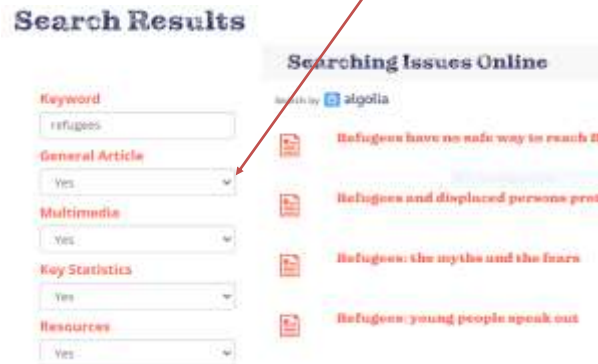 Search Results
Searching Issues Online
Search by algolia
Keyword
refugees
General Article
Yes
Multimedia
Yes
Key Statistics
Yes
Resources
Yes
Refugees have no safe way to reach
Refugees and displaced persons
Refugees: the myths and the fears
Refugees: young people speak out